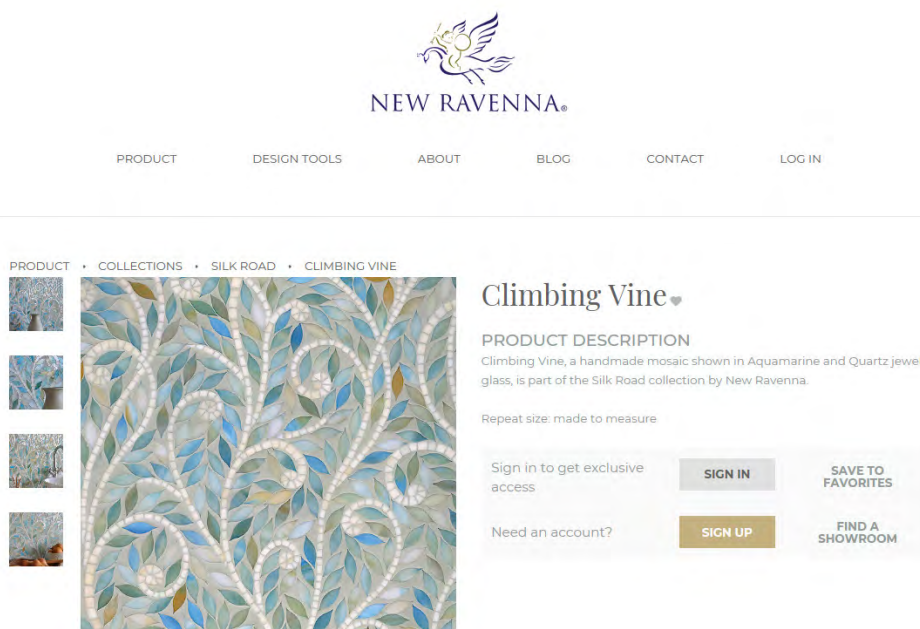 NEW RAVENNA®
PRODUCT DESIGN TOOLS ABOUT BLOG CONTACT LOG IN
PRODUCT • COLLECTIONS • SILK ROAD • CLIMBING VINE
Climbing Vine
PRODUCT DESCRIPTION
Climbing Vine, a handmade mosaic shown in Aquamarine and Quartz jewe
glass, is part of the Silk Road collection by New Ravenna.
Repeat size: made to measure
Sign in to get exclusive
access
SIGN IN
SAVE TO
FAVORITES
Need an account?
SIGN UP
FIND A
SHOWROOM